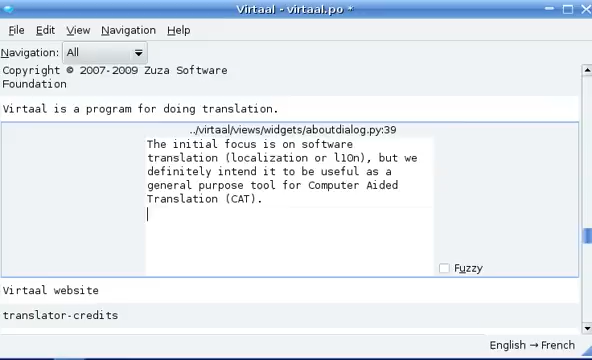 Virtaal - virtaal.po *
File Edit View Navigation Help
Navigation: All
Copyright © 2007-2009 Zuza Software
Foundation
Virtaal is a program for doing translation.
../virtaal/views/widgets/aboutdialog.py:39
The initial focus is on software
translation (localization or l10n), but we
definitely intend it to be useful as a
general purpose tool for Computer Aided
Translation (CAT).
Fuzzy
Virtaal website
translator-credits
English → French